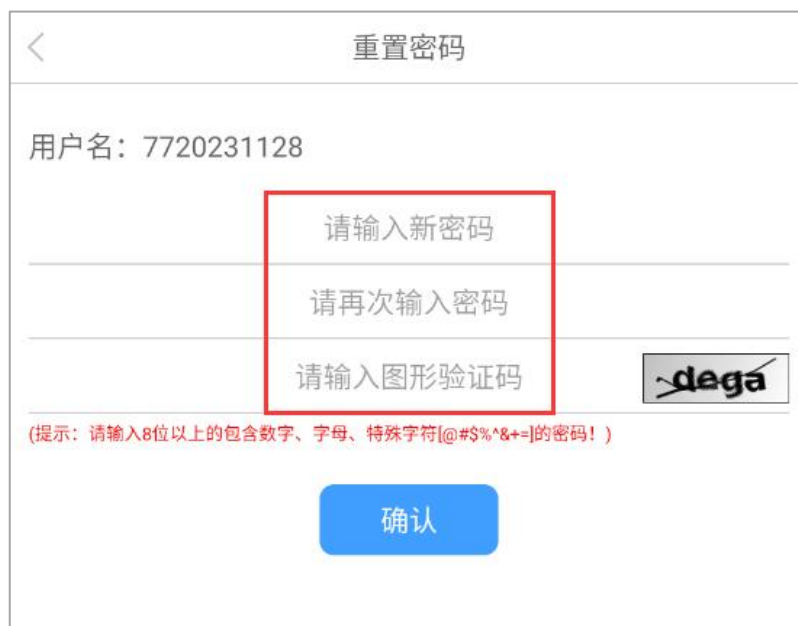 重置密码
用户名：7720231128
请输入新密码
请再次输入密码
请输入图形验证码
dega
(提示：请输入8位以上的包含数字、字母、特殊字符[@#$%^&+=]的密码！)
确认